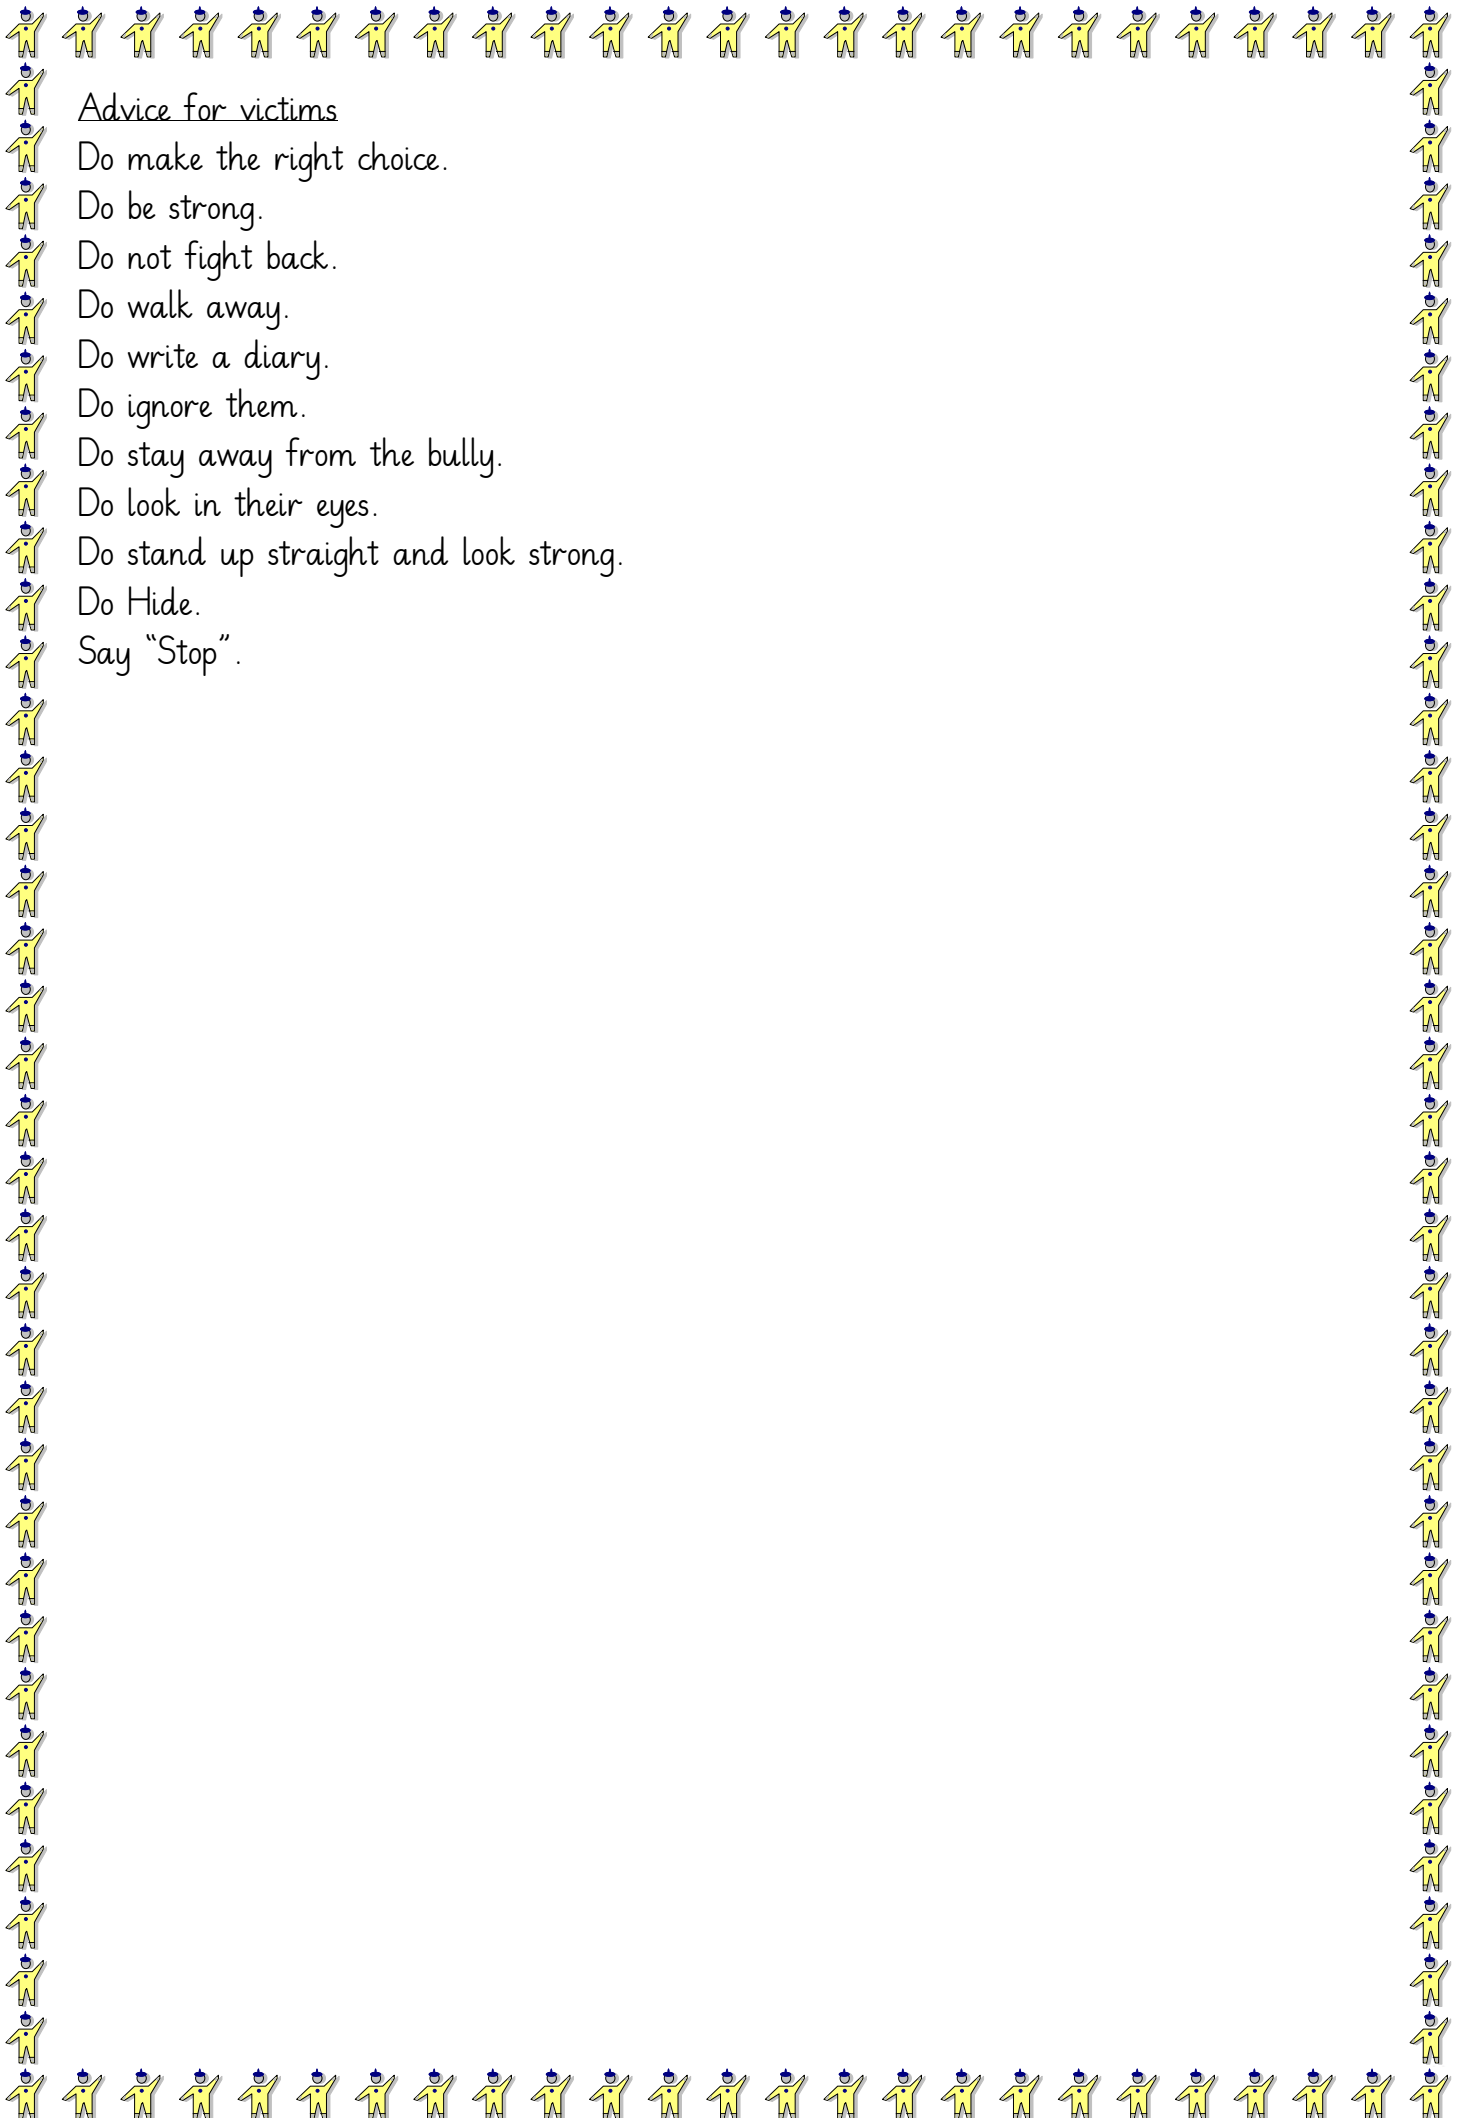 Advice for victims
Do make the right choice.
Do be strong.
Do not fight back.
Do walk away.
Do write a diary.
Do ignore them.
Do stay away from the bully.
Do look in their eyes.
Do stand up straight and look strong.
Do Hide.
Say “Stop”.